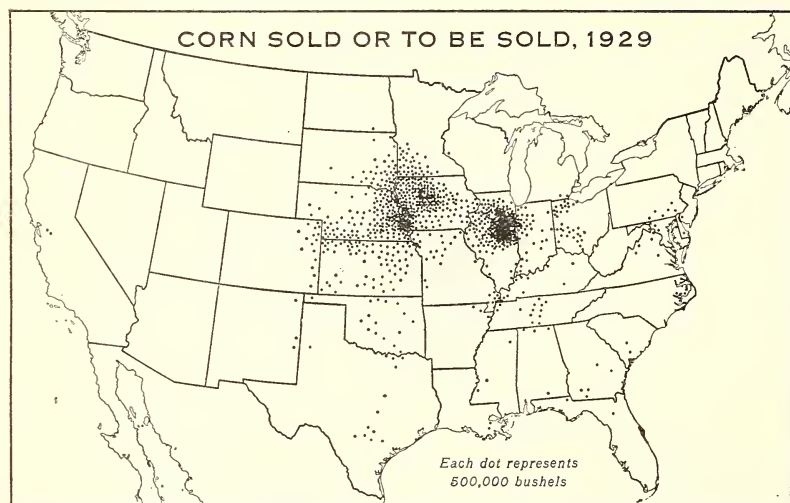 CORN SOLD OR TO BE SOLD, 1929
Each dot represents
500,000 bushels